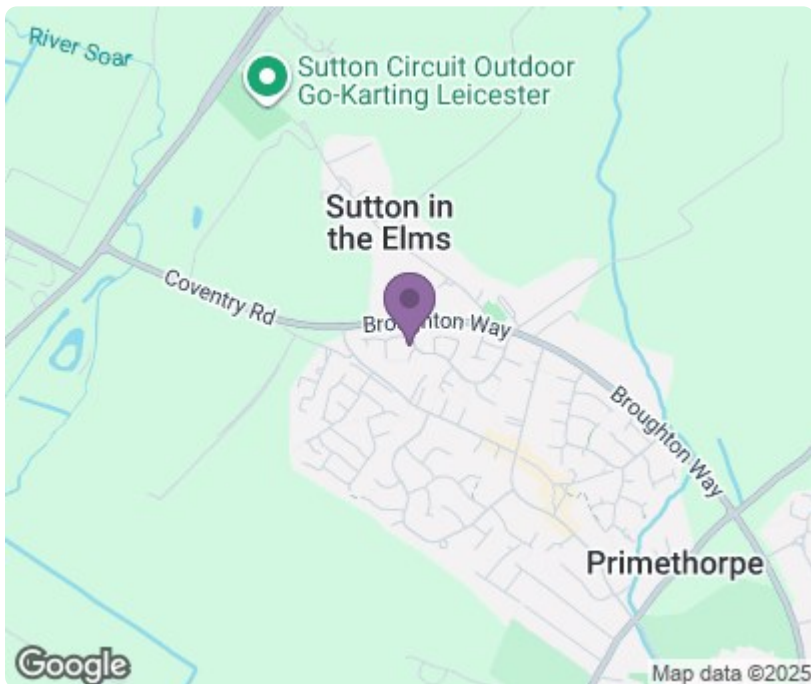 River Soar
Sutton Circuit Outdoor
Go-Karting Leicester
Sutton in
the Elms
Coventry Rd
Broughton Way
Broughton Way
Primethorpe
Google
Map data ©2025